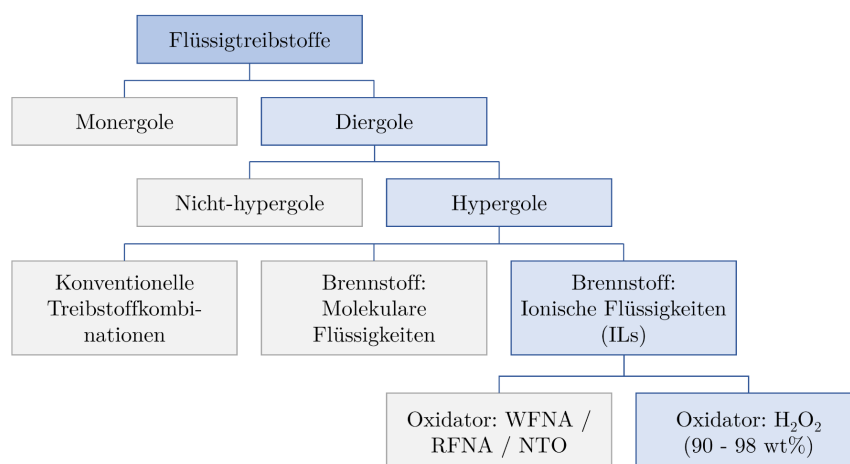 Flüssigtreibstoffe
Monergole
Diergole
Nicht-hypergole
Hypergole
Konventionelle
Treibstoffkombi-
nationen
Brennstoff:
Molekulare
Flüssigkeiten
Brennstoff:
Ionische Flüssigkeiten
(ILs)
Oxidator: WFNA /
RFNA / NTO
Oxidator: H₂O₂
(90 - 98 wt%)